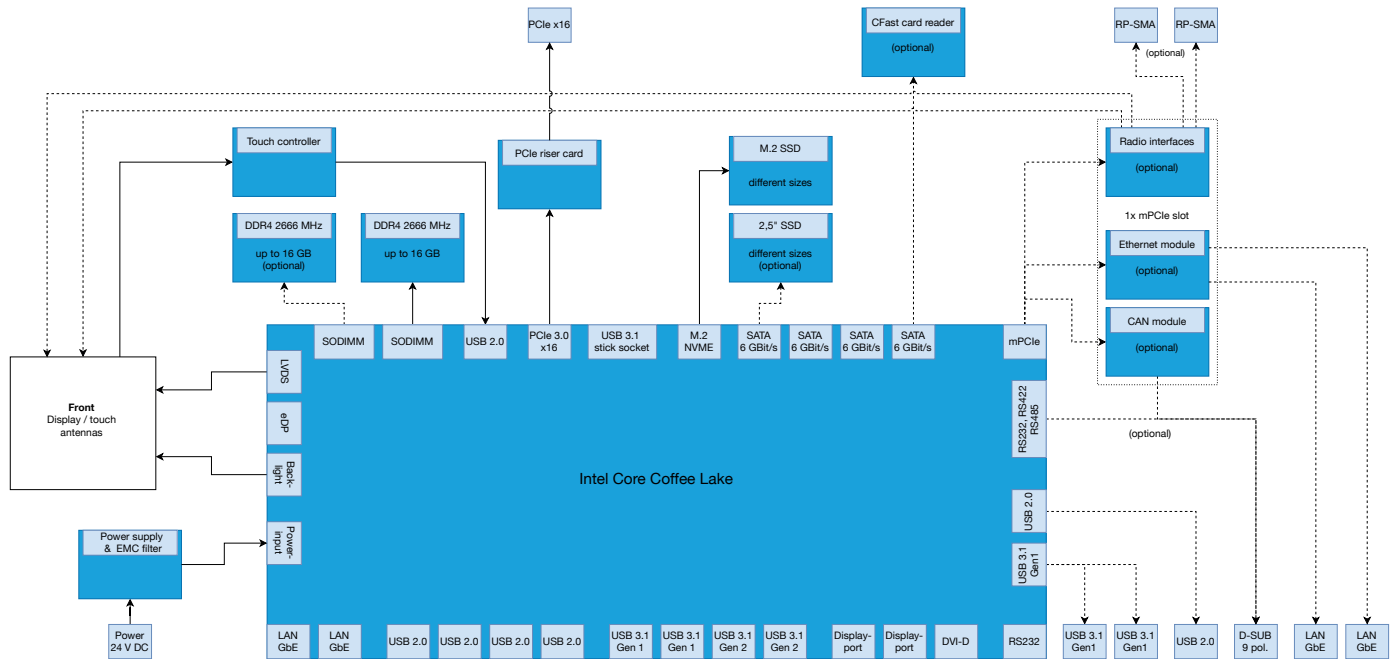 PCIe x16
CFast card reader
(optional)
RP-SMA
RP-SMA
(optional)
Touch controller
PCIe riser card
M.2 SSD
different sizes
Radio interfaces
(optional)
1x mPCIe slot
DDR4 2666 MHz
up to 16 GB
(optional)
DDR4 2666 MHz
up to 16 GB
2,5" SSD
different sizes
(optional)
Ethernet module
(optional)
CAN module
(optional)
SODIMM
SODIMM
USB 2.0
PCIe 3.0
x16
USB 3.1
stick socket
M.2
NVME
SATA
6 GBit/s
SATA
6 GBit/s
SATA
6 GBit/s
SATA
6 GBit/s
mPCIe
LVDS
eDP
Back-
light
Power-
input
Front
Display / touch
antennas
RS232, RS422
RS485
(optional)
Intel Core Coffee Lake
USB 2.0
USB 3.1
Gen1
Power supply
& EMC filter
Power
24 V DC
LAN
GbE
LAN
GbE
USB 2.0
USB 2.0
USB 2.0
USB 2.0
USB 3.1
Gen 1
USB 3.1
Gen 1
USB 3.1
Gen 2
USB 3.1
Gen 2
Display-
port
Display-
port
DVI-D
RS232
USB 3.1
Gen1
USB 3.1
Gen1
USB 2.0
D-SUB
9 pol.
LAN
GbE
LAN
GbE